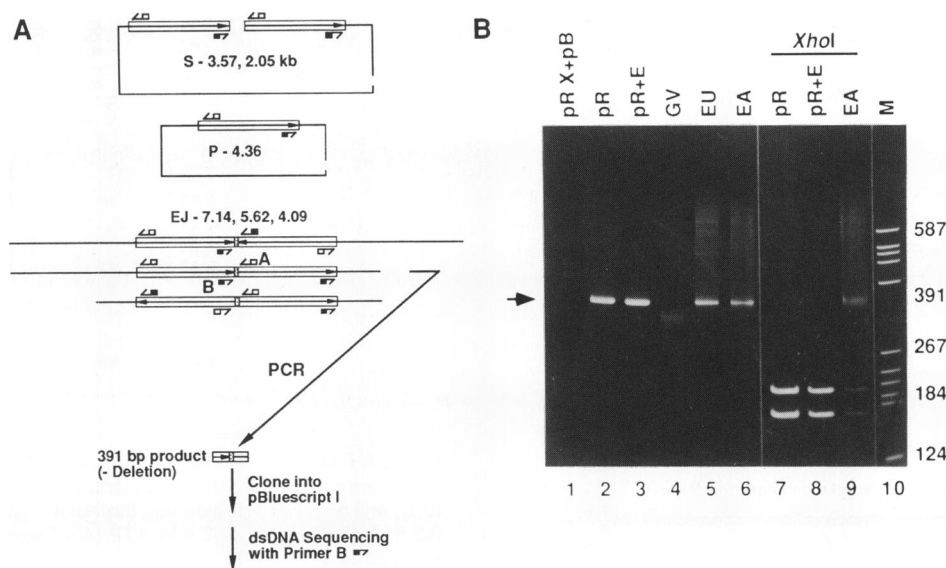 A
S - 3.57, 2.05 kb
P - 4.36
EJ - 7.14, 5.62, 4.09
A
B
PCR
391 bp product
(- Deletion)
Clone into
pBluescript I
dsDNA Sequencing
with Primer B
B
XhoI
pR X+pB
pR
pR+E
GV
EU
EA
pR
pR+E
EA
M
587
391
267
184
124
1 2 3 4 5 6 7 8 9 10